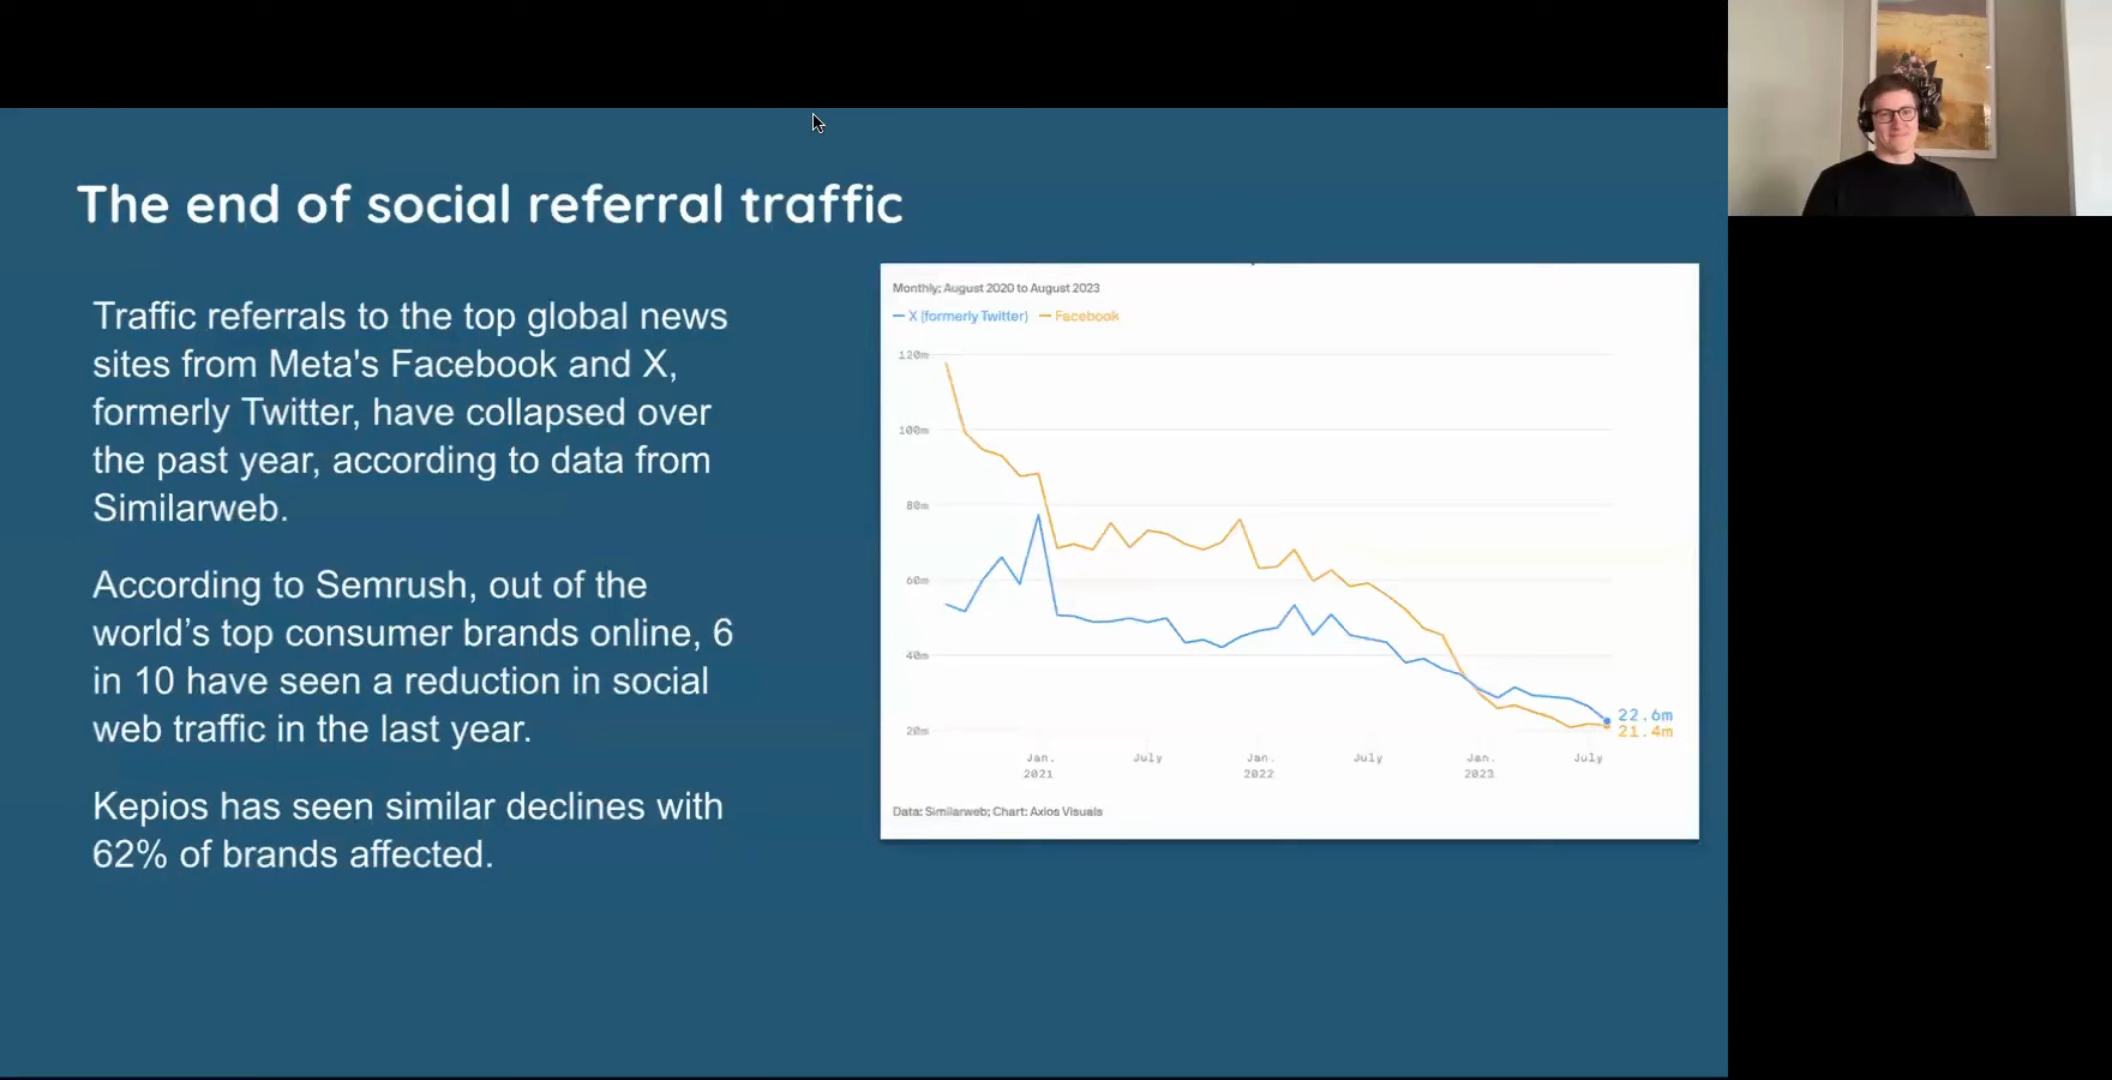 The end of social referral traffic
Traffic referrals to the top global news
sites from Meta's Facebook and X,
formerly Twitter, have collapsed over
the past year, according to data from
Similarweb.
According to Semrush, out of the
world’s top consumer brands online, 6
in 10 have seen a reduction in social
web traffic in the last year.
Kepios has seen similar declines with
62% of brands affected.
Monthly; August 2020 to August 2023
X (formerly Twitter) Facebook
120m
100m
80m
60m
40m
20m
22.6m
21.4m
Jan. July Jan. July Jan. July
2021 2022 2023
Data: Similarweb; Chart: Axios Visuals